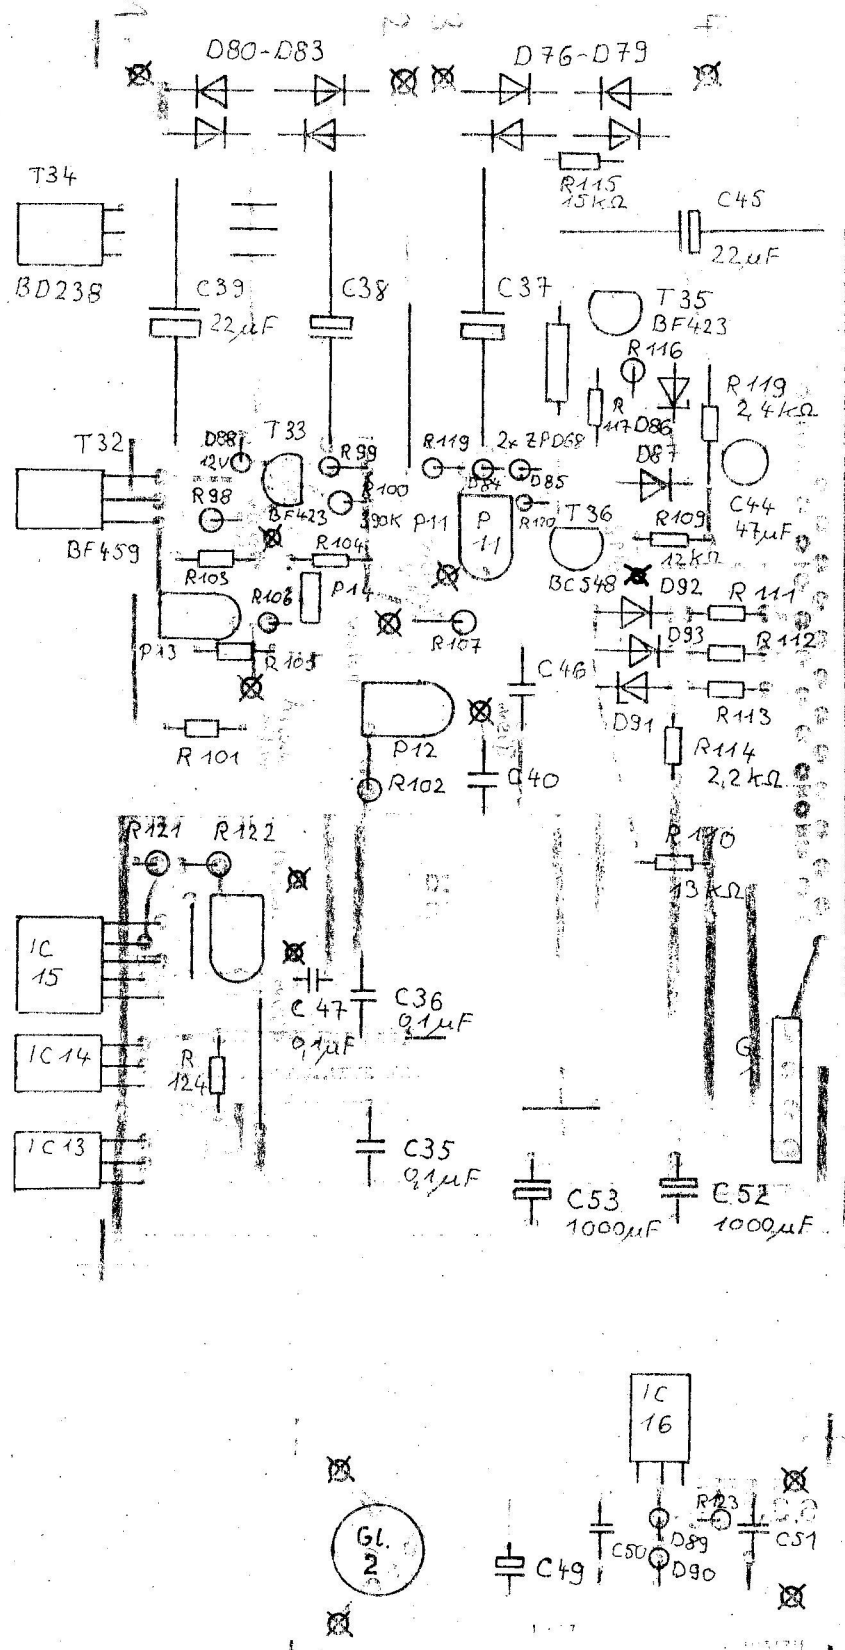 D80-D83
D76-D79
T34
BD238
R115
15kΩ
C45
22µF
C39
22µF
C38
C37
T35
BF423
R116
R119
2,4kΩ
R
117
D86
T32
BF459
D88
12V
T33
BF423
R99
R100
390K
R98
R119
2x ZPD68
D84
D85
P11
P
11
R120
T36
BC548
D87
C44
47µF
R109
12kΩ
R103
R104
P14
R106
P13
R105
R107
D92
R111
D93
R112
D91
R113
C46
R101
P12
R102
C40
R114
2,2kΩ
R121
R122
R110
13kΩ
IC
15
C47
0,1µF
C36
0,1µF
IC14
R
124
IC13
C35
0,1µF
C53
1000µF
C52
1000µF
IC
16
GL.
2
C49
C50
D89
D90
R123
C51